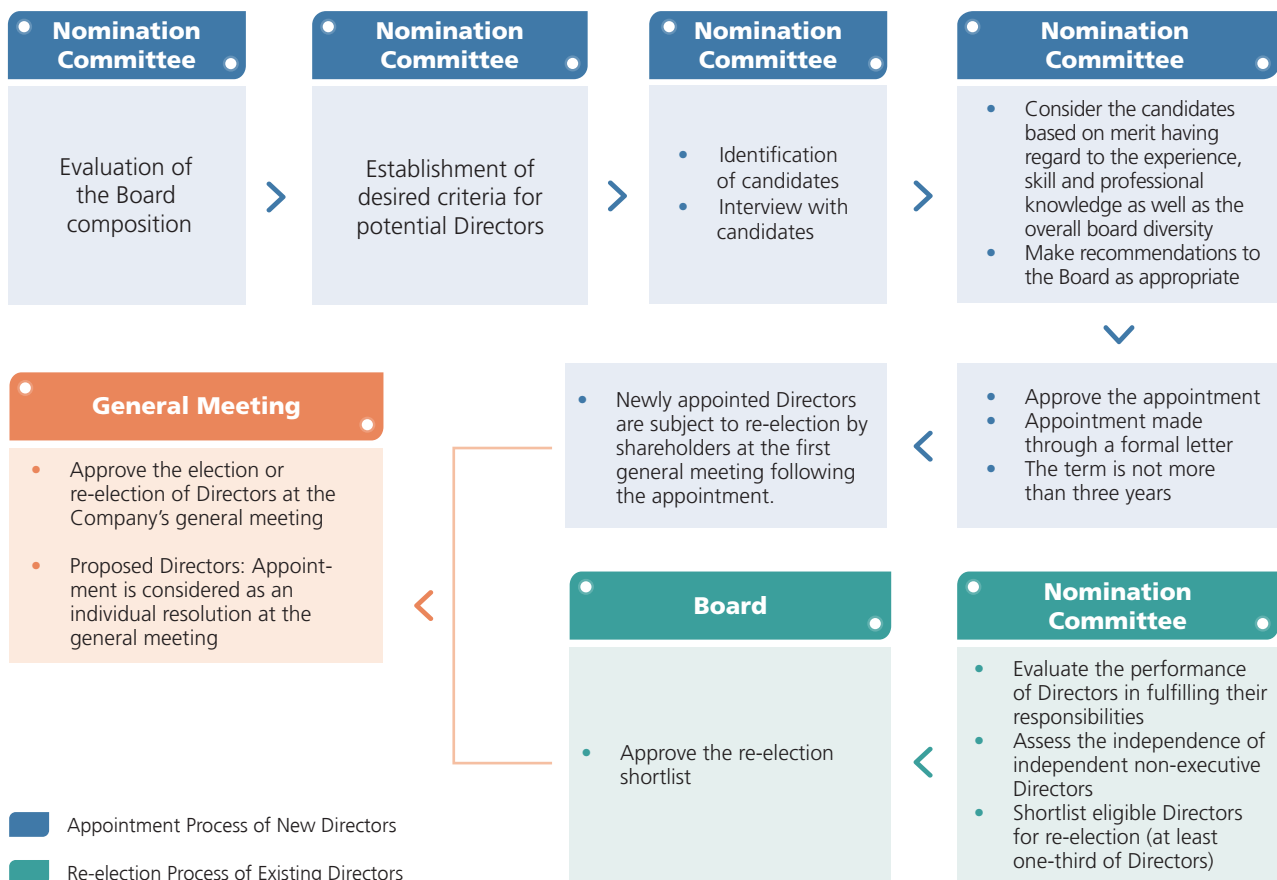 Nomination
Committee
Evaluation of
the Board
composition
Nomination
Committee
Establishment of
desired criteria for
potential Directors
Nomination
Committee
• Identification
of candidates
• Interview with
candidates
Nomination
Committee
• Consider the candidates
based on merit having
regard to the experience,
skill and professional
knowledge as well as the
overall board diversity
• Make recommendations to
the Board as appropriate
• Approve the appointment
• Appointment made
through a formal letter
• The term is not more
than three years
• Newly appointed Directors
are subject to re-election by
shareholders at the first
general meeting following
the appointment.
General Meeting
• Approve the election or
re-election of Directors at the
Company's general meeting
• Proposed Directors: Appoint-
ment is considered as an
individual resolution at the
general meeting
Board
• Approve the re-election
shortlist
Nomination
Committee
• Evaluate the performance
of Directors in fulfilling their
responsibilities
• Assess the independence of
independent non-executive
Directors
• Shortlist eligible Directors
for re-election (at least
one-third of Directors)
Appointment Process of New Directors
Re-election Process of Existing Directors